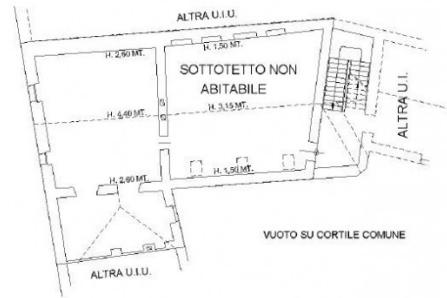 ALTRA U.I.U.
H. 2,60 MT.
H. 1,50 MT.
SOTTOTETTO NON
ABITABILE
H. 4,40 MT.
H. 3,15 MT.
ALTRA U.I.
H. 2,60 MT.
H. 1,50 MT.
VUOTO SU CORTILE COMUNE
ALTRA U.I.U.